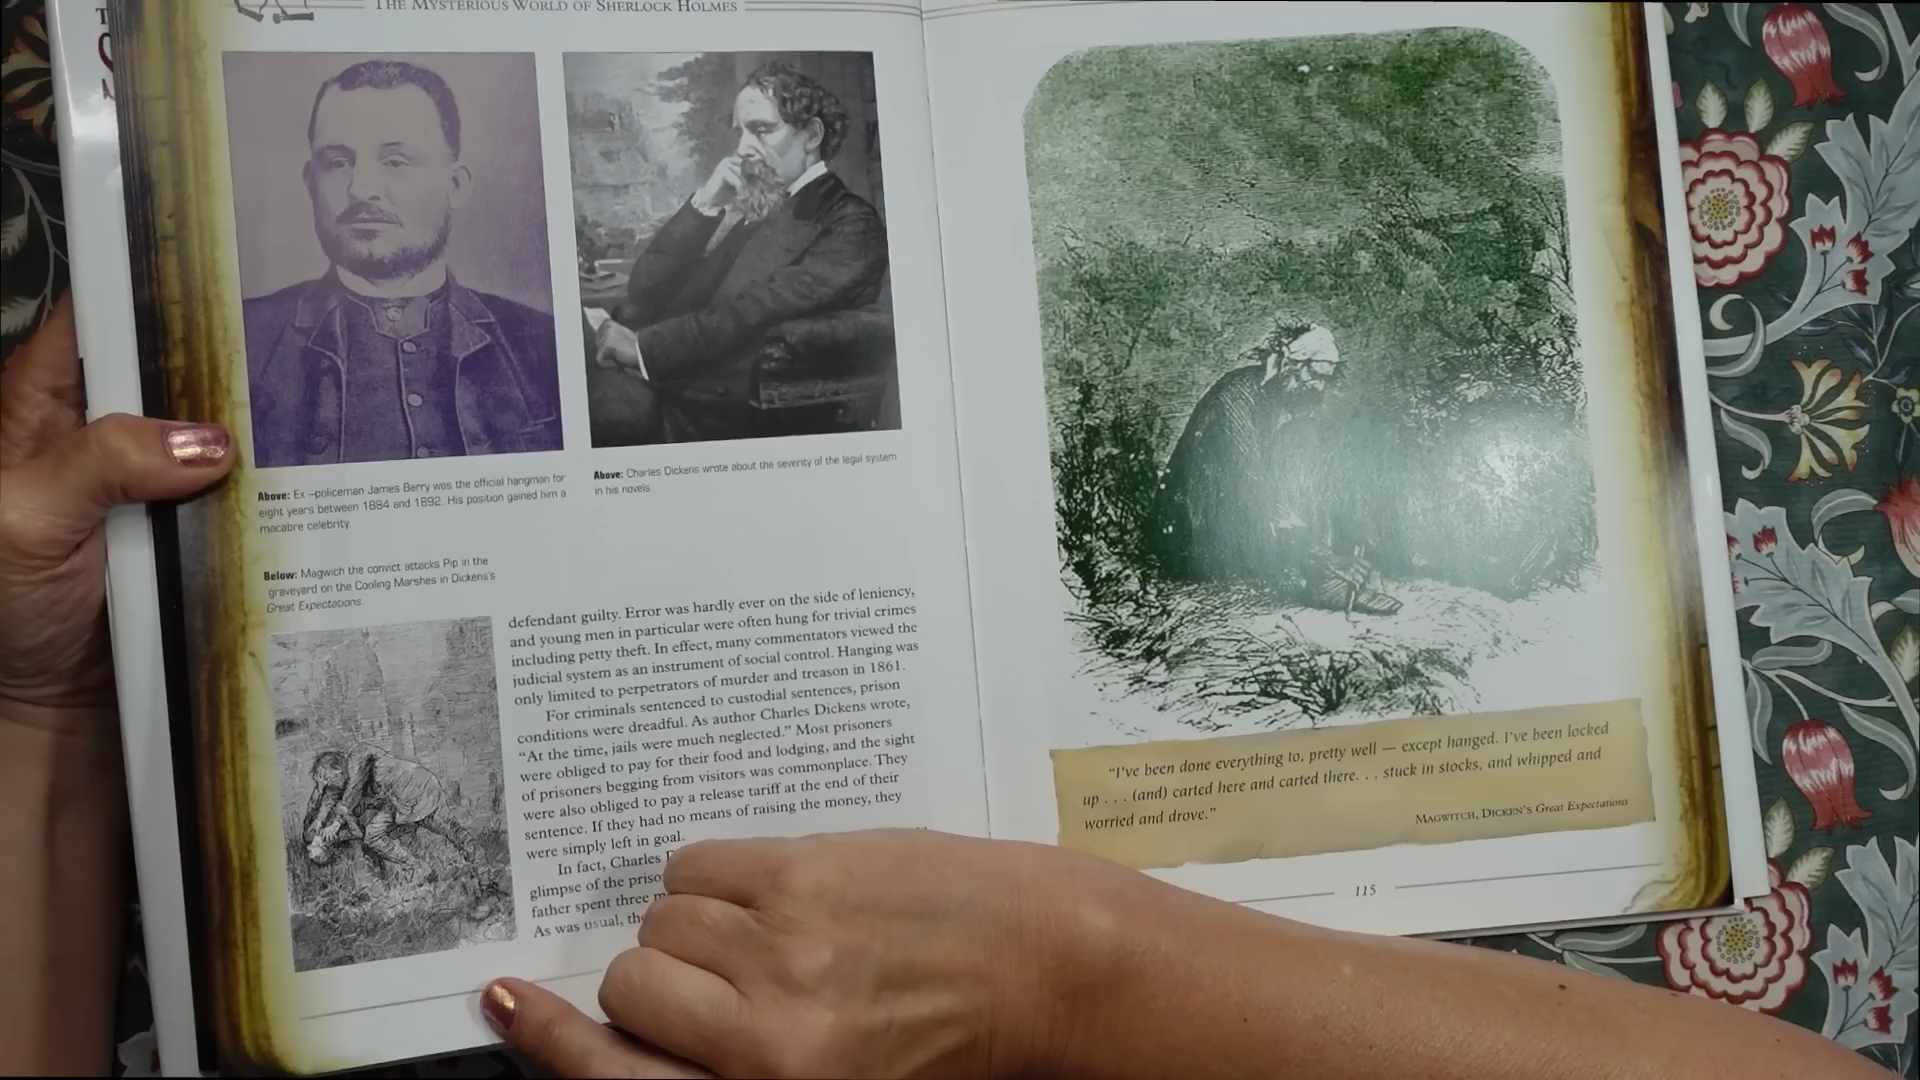 THE MYSTERIOUS WORLD OF SHERLOCK HOLMES
Above: Ex –policeman James Berry was the official hangman for
eight years between 1884 and 1892. His position gained him a
macabre celebrity.
Above: Charles Dickens wrote about the severity of the legal system
in his novels.
Below: Magwich the convict attacks Pip in the
graveyard on the Cooling Marshes in Dickens's
Great Expectations.
defendant guilty. Error was hardly ever on the side of leniency,
and young men in particular were often hung for trivial crimes
including petty theft. In effect, many commentators viewed the
judicial system as an instrument of social control. Hanging was
only limited to perpetrators of murder and treason in 1861.
For criminals sentenced to custodial sentences, prison
conditions were dreadful. As author Charles Dickens wrote,
“At the time, jails were much neglected.” Most prisoners
were obliged to pay for their food and lodging, and the sight
of prisoners begging from visitors was commonplace. They
were also obliged to pay a release tariff at the end of their
sentence. If they had no means of raising the money, they
were simply left in goal.
In fact, Charles
glimpse of the
father spent three
As was usual,
“I've been done everything to, pretty well — except hanged. I've been locked
up . . . (and) carted here and carted there. . . stuck in stocks, and whipped and
worried and drove.”
MAGWITCH, DICKEN'S Great Expectations
115